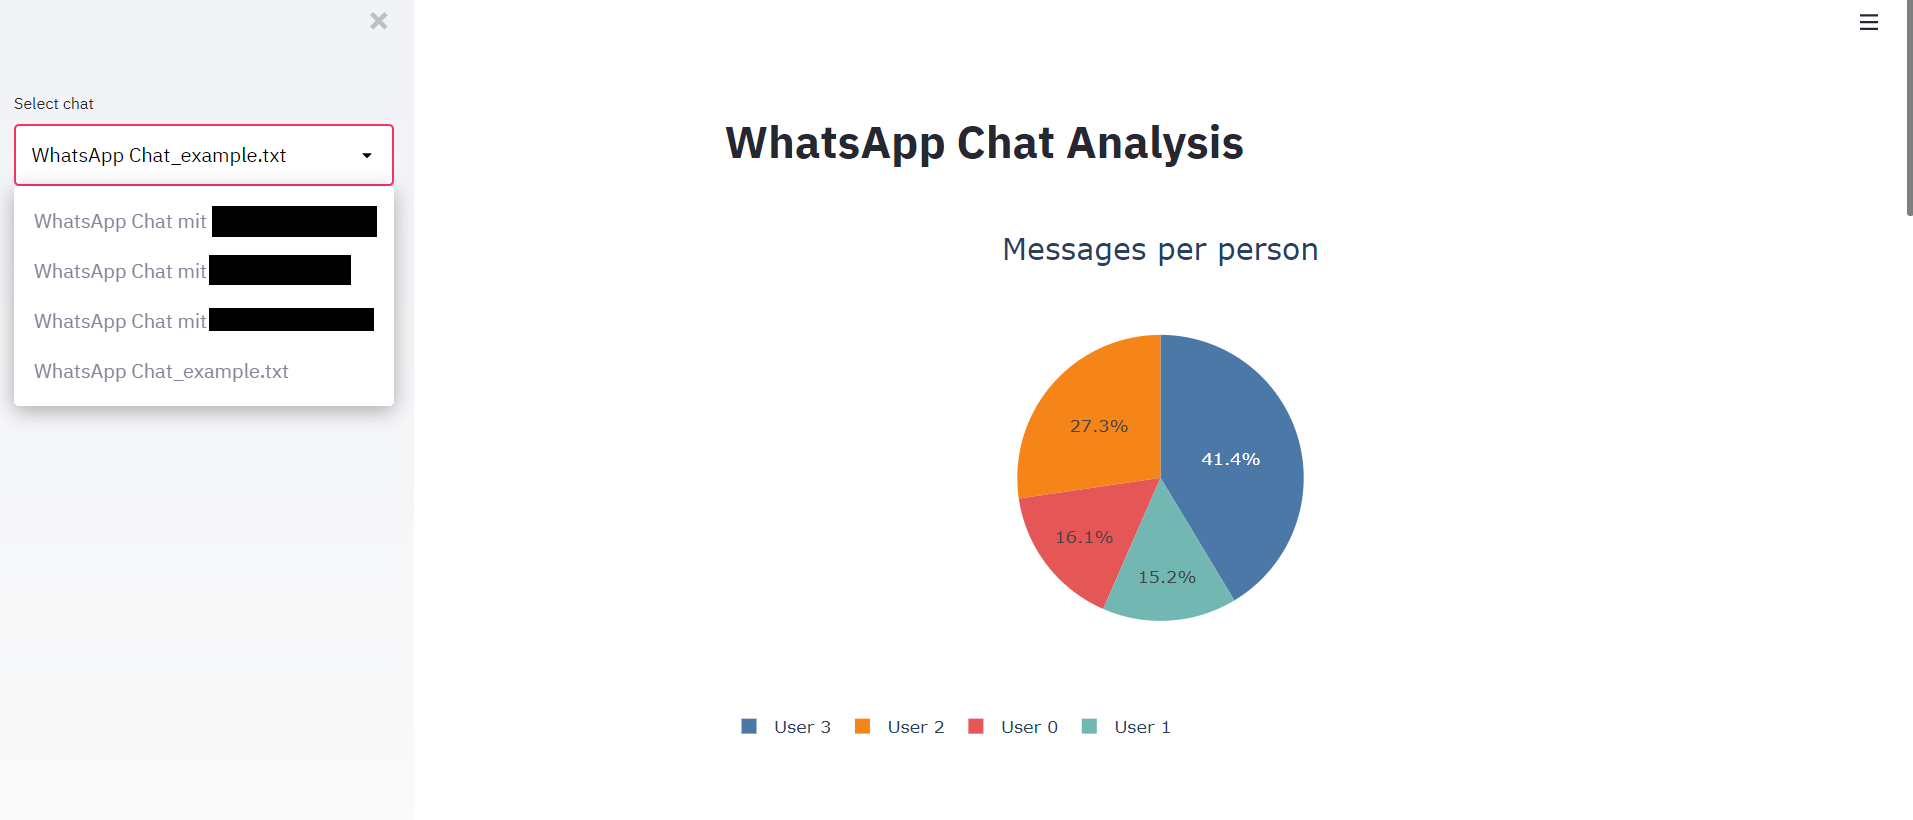 Select chat
WhatsApp Chat_example.txt
WhatsApp Chat mit
WhatsApp Chat mit
WhatsApp Chat mit
WhatsApp Chat_example.txt
WhatsApp Chat Analysis
Messages per person
27.3%
41.4%
16.1%
15.2%
User 3
User 2
User 0
User 1